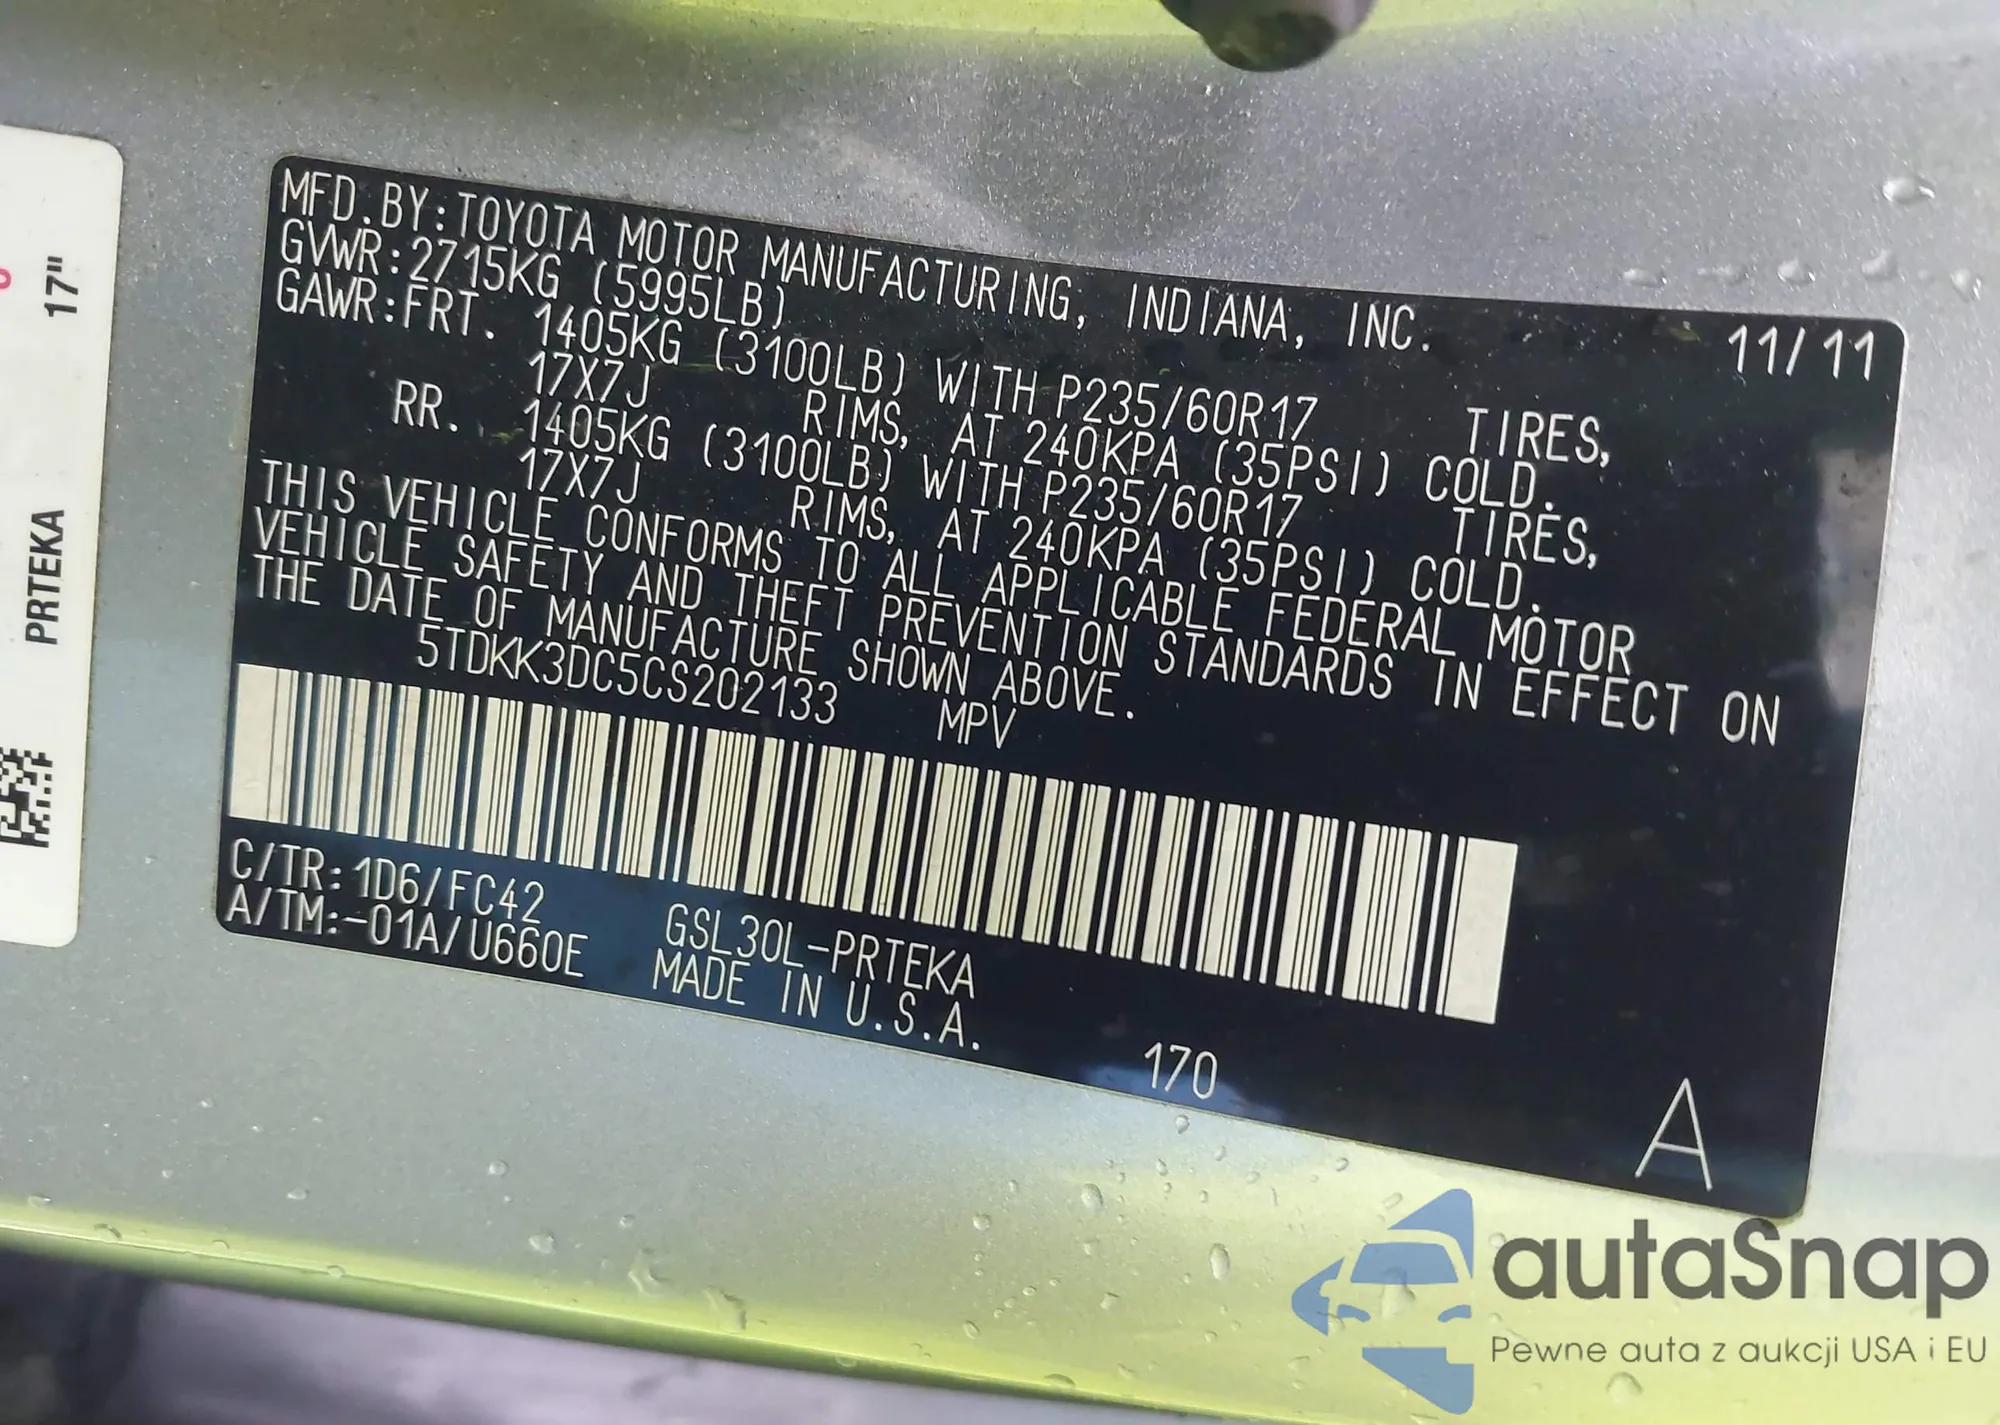 17"
PRTEKA
MFD.BY:TOYOTA MOTOR MANUFACTURING, INDIANA, INC. 11/11
GVWR:2715KG (5995LB)
GAWR:FRT. 1405KG (3100LB) WITH P235/60R17 TIRES,
17X7J RIMS, AT 240KPA (35PSI) COLD.
RR. 1405KG (3100LB) WITH P235/60R17 TIRES,
17X7J RIMS, AT 240KPA (35PSI) COLD.
THIS VEHICLE CONFORMS TO ALL APPLICABLE FEDERAL MOTOR
VEHICLE SAFETY AND THEFT PREVENTION STANDARDS IN EFFECT ON
THE DATE OF MANUFACTURE SHOWN ABOVE.
5TDKK3DC5CS202133 MPV
C/TR:1D6/FC42 GSL30L-PRTEKA
A/TM:-01A/U660E MADE IN U.S.A.
170
A
autaSnap
Pewne auta z aukcji USA i EU